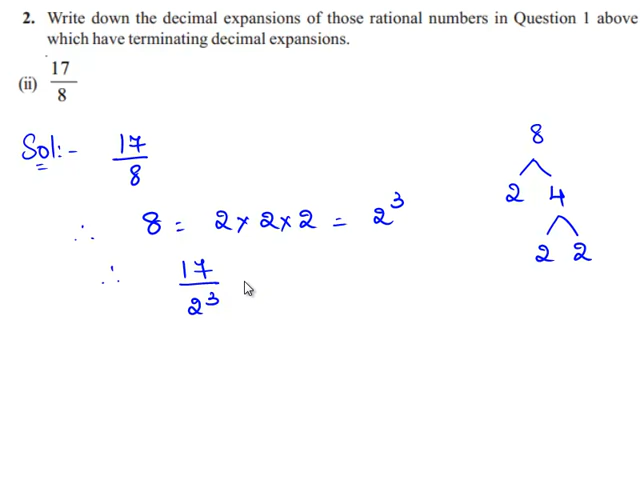 2. Write down the decimal expansions of those rational numbers in Question 1 above
which have terminating decimal expansions.
(ii) 17/8
Sol:- 17/8
8
2 4
2 2
∴ 8 = 2 × 2 × 2 = 2³
∴ 17/2³